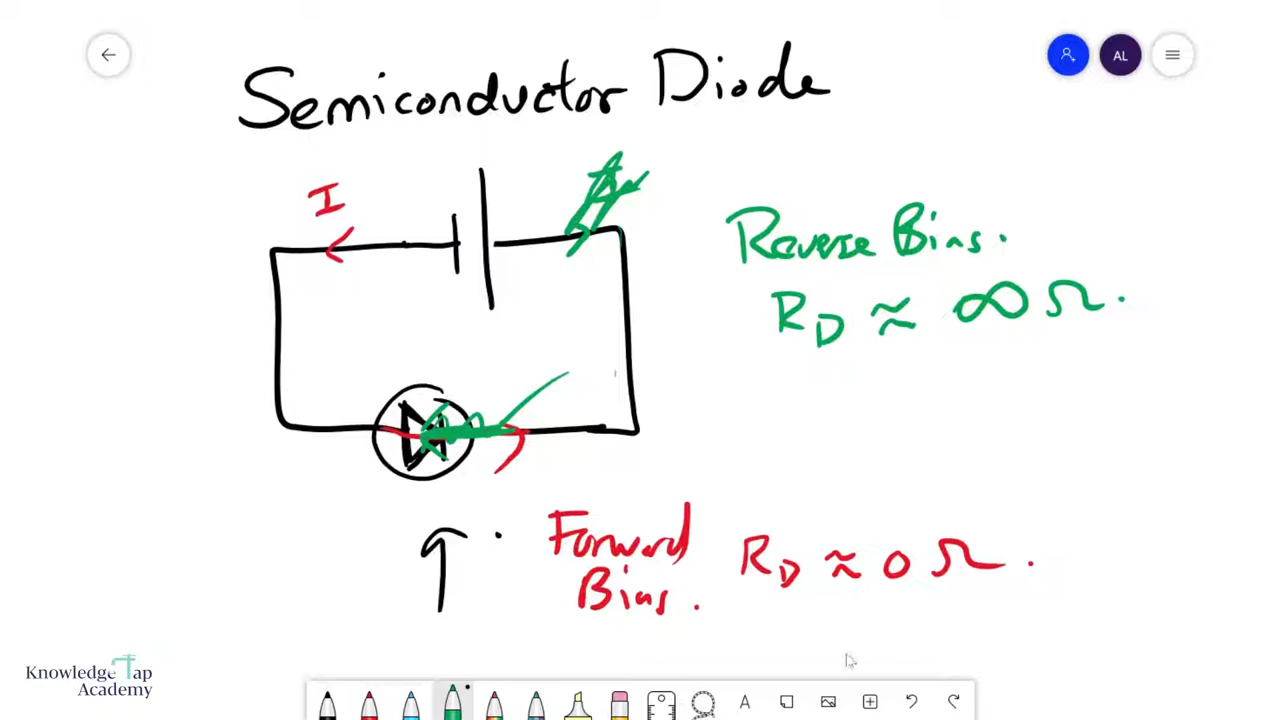 Semiconductor Diode
AL
I
Reverse Bias.
R_D ≈ ∞ Ω.
Forward
Bias.
R_D ≈ 0 Ω.
Knowledge Tap
Academy
A